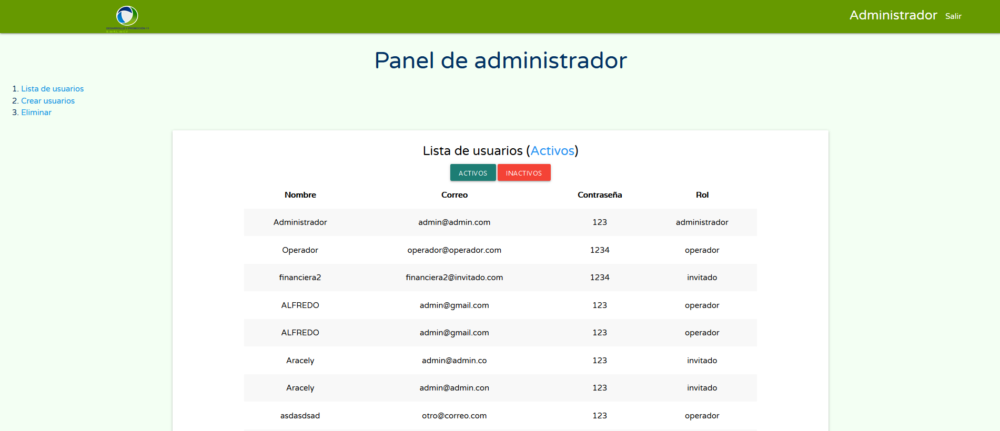 DESARROLLO Y PROMOCION 11
S. de R.L. de C.V
Administrador Salir
Panel de administrador
1. Lista de usuarios
2. Crear usuarios
3. Eliminar
Lista de usuarios (Activos)
ACTIVOS INACTIVOS
Nombre Correo Contraseña Rol
Administrador admin@admin.com 123 administrador
Operador operador@operador.com 1234 operador
financiera2 financiera2@invitado.com 1234 invitado
ALFREDO admin@gmail.com 123 operador
ALFREDO admin@gmail.com 123 operador
Aracely admin@admin.co 123 invitado
Aracely admin@admin.con 123 invitado
asdasdsad otro@correo.com 123 operador